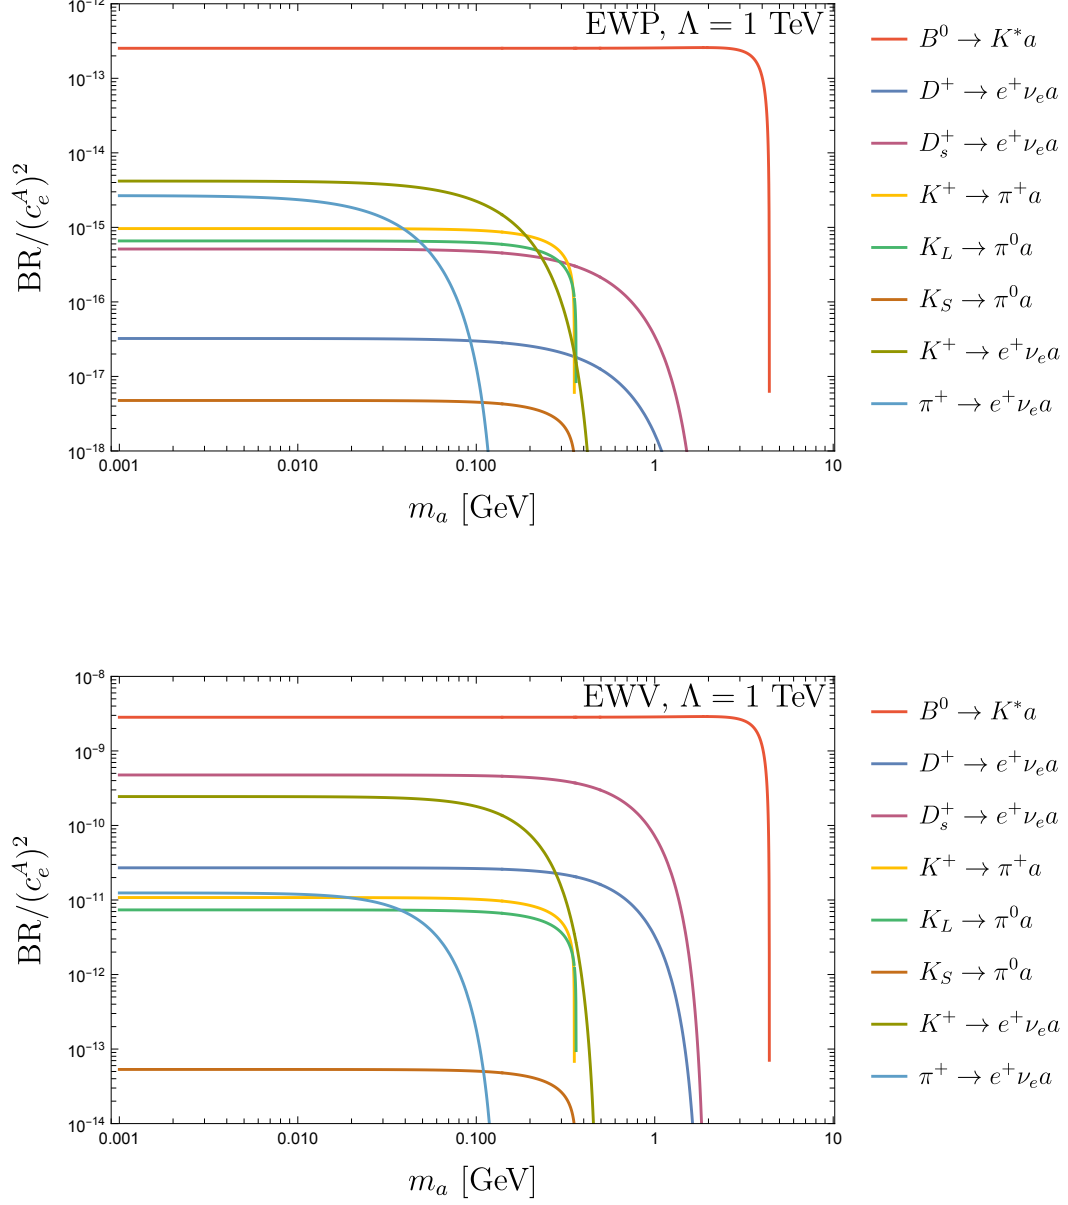 EWP, Λ = 1 TeV
BR/(c_e^A)^2
10^-12
10^-13
10^-14
10^-15
10^-16
10^-17
10^-18
0.001 0.010 0.100 1 10
m_a [GeV]
B^0 → K^*a
D^+ → e^+ν_e a
D_s^+ → e^+ν_e a
K^+ → π^+a
K_L → π^0a
K_S → π^0a
K^+ → e^+ν_e a
π^+ → e^+ν_e a
EWV, Λ = 1 TeV
BR/(c_e^A)^2
10^-8
10^-9
10^-10
10^-11
10^-12
10^-13
10^-14
0.001 0.010 0.100 1 10
m_a [GeV]
B^0 → K^*a
D^+ → e^+ν_e a
D_s^+ → e^+ν_e a
K^+ → π^+a
K_L → π^0a
K_S → π^0a
K^+ → e^+ν_e a
π^+ → e^+ν_e a